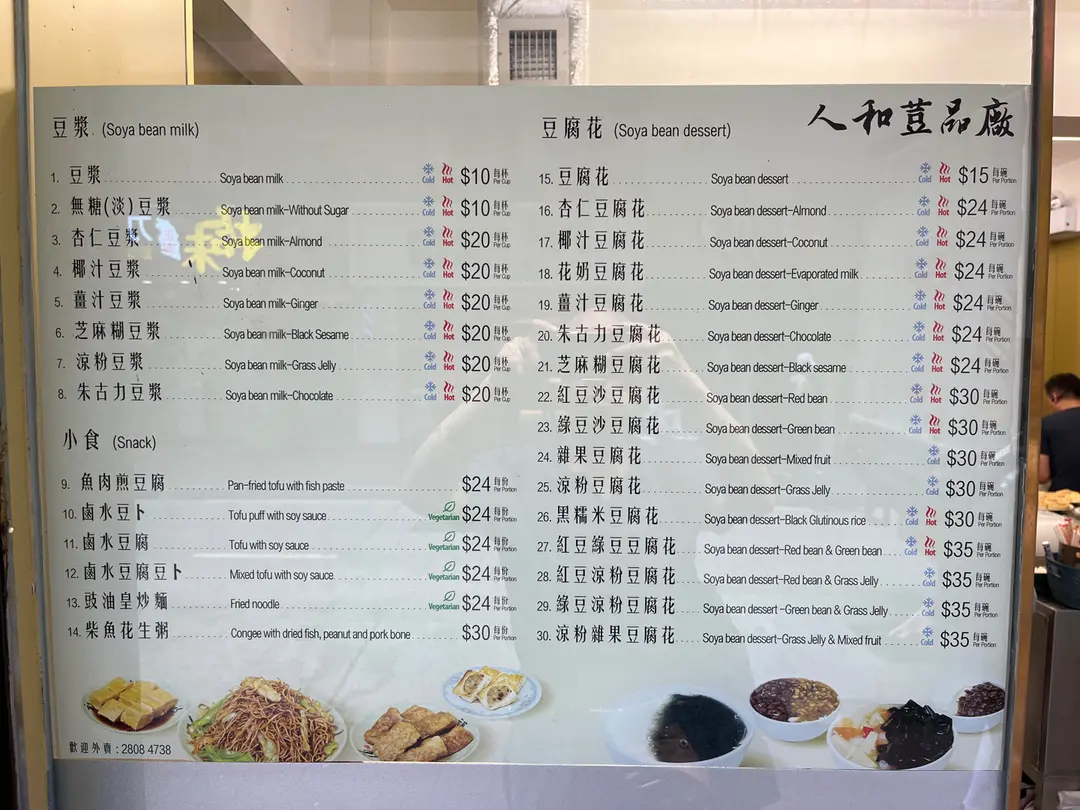 人和荳品廠
豆漿 (Soya bean milk)
1. 豆漿 Soya bean milk Cold Hot $10 每杯 Per Cup
2. 無糖(淡)豆漿 Soya bean milk-Without Sugar Cold Hot $10 每杯 Per Cup
3. 杏仁豆漿 Soya bean milk-Almond Cold Hot $20 每杯 Per Cup
4. 椰汁豆漿 Soya bean milk-Coconut Cold Hot $20 每杯 Per Cup
5. 薑汁豆漿 Soya bean milk-Ginger Cold Hot $20 每杯 Per Cup
6. 芝麻糊豆漿 Soya bean milk-Black Sesame Cold Hot $20 每杯 Per Cup
7. 涼粉豆漿 Soya bean milk-Grass Jelly Cold Hot $20 每杯 Per Cup
8. 朱古力豆漿 Soya bean milk-Chocolate Cold Hot $20 每杯 Per Cup
小食 (Snack)
9. 魚肉煎豆腐 Pan-fried tofu with fish paste $24 每份 Per Portion
10. 鹵水豆卜 Tofu puff with soy sauce Vegetarian $24 每份 Per Portion
11. 鹵水豆腐 Tofu with soy sauce Vegetarian $24 每份 Per Portion
12. 鹵水豆腐豆卜 Mixed tofu with soy sauce Vegetarian $24 每份 Per Portion
13. 豉油皇炒麵 Fried noodle Vegetarian $24 每份 Per Portion
14. 柴魚花生粥 Congee with dried fish, peanut and pork bone $30 每份 Per Portion
歡迎外賣 : 2808 4738
豆腐花 (Soya bean dessert)
15. 豆腐花 Soya bean dessert Cold Hot $15 每碗 Per Portion
16. 杏仁豆腐花 Soya bean dessert-Almond Cold Hot $24 每碗 Per Portion
17. 椰汁豆腐花 Soya bean dessert-Coconut Cold Hot $24 每碗 Per Portion
18. 花奶豆腐花 Soya bean dessert-Evaporated milk Cold Hot $24 每碗 Per Portion
19. 薑汁豆腐花 Soya bean dessert-Ginger Cold Hot $24 每碗 Per Portion
20. 朱古力豆腐花 Soya bean dessert-Chocolate Cold Hot $24 每碗 Per Portion
21. 芝麻糊豆腐花 Soya bean dessert-Black sesame Cold Hot $24 每碗 Per Portion
22. 紅豆沙豆腐花 Soya bean dessert-Red bean Cold Hot $30 每碗 Per Portion
23. 綠豆沙豆腐花 Soya bean dessert-Green bean Cold Hot $30 每碗 Per Portion
24. 雜果豆腐花 Soya bean dessert-Mixed fruit Cold $30 每碗 Per Portion
25. 涼粉豆腐花 Soya bean dessert-Grass Jelly Cold $30 每碗 Per Portion
26. 黑糯米豆腐花 Soya bean dessert-Black Glutinous rice Cold Hot $30 每碗 Per Portion
27. 紅豆綠豆豆腐花 Soya bean dessert-Red bean & Green bean Cold Hot $35 每碗 Per Portion
28. 紅豆涼粉豆腐花 Soya bean dessert-Red bean & Grass Jelly Cold $35 每碗 Per Portion
29. 綠豆涼粉豆腐花 Soya bean dessert -Green bean & Grass Jelly Cold $35 每碗 Per Portion
30. 涼粉雜果豆腐花 Soya bean dessert-Grass Jelly & Mixed fruit Cold $35 每碗 Per Portion